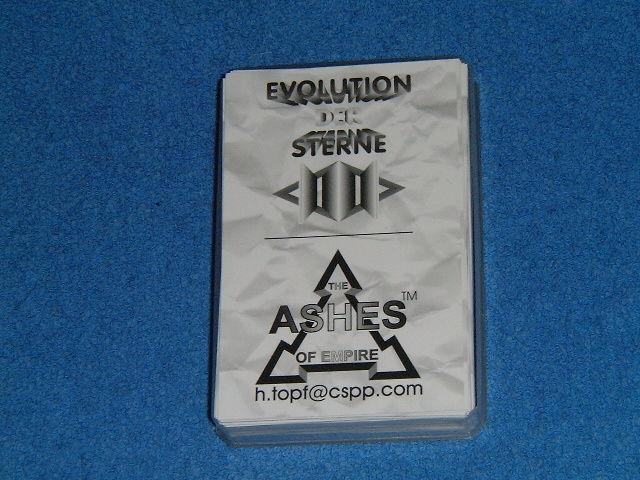 EVOLUTION
DER
STERNE
THE
ASHES™
OF EMPIRE
h.topf@cspp.com